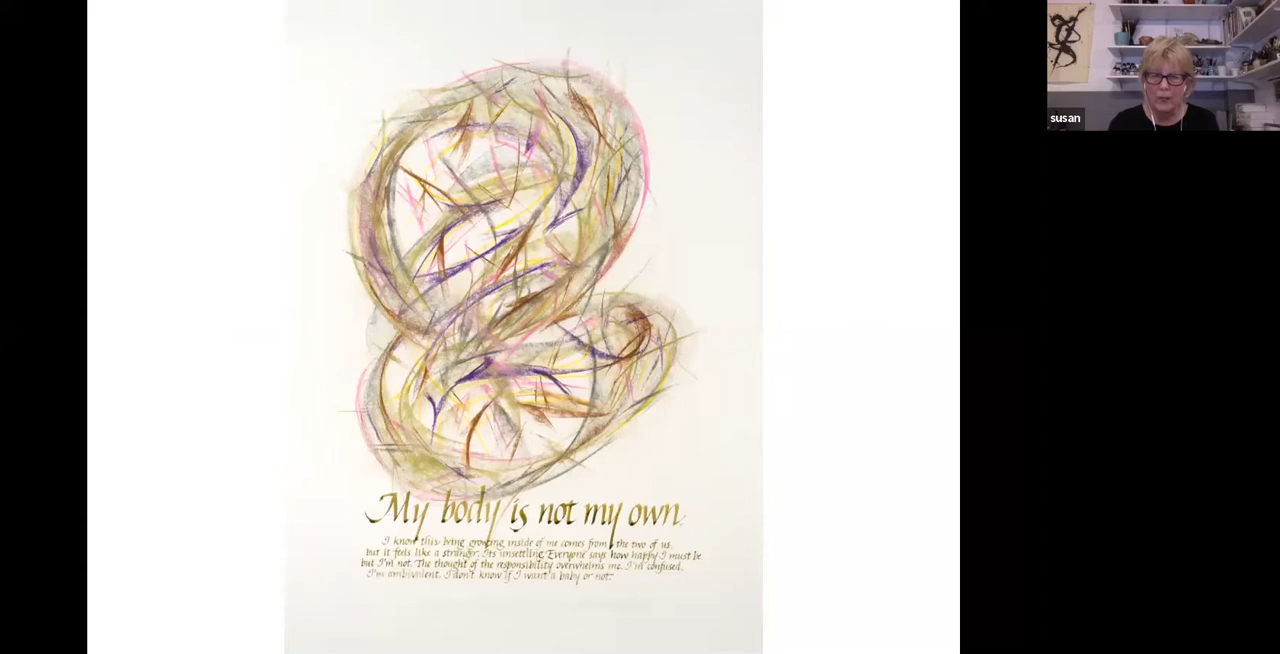 susan
My body is not my own.
I know this being growing inside of me comes from the two of us,
but it feels like a stranger. Its unsettling. Everyone says how happy I must be
but I'm not. The thought of the responsibility overwhelms me. I'm confused.
I'm ambivalent. I don't know if I want a baby or not.